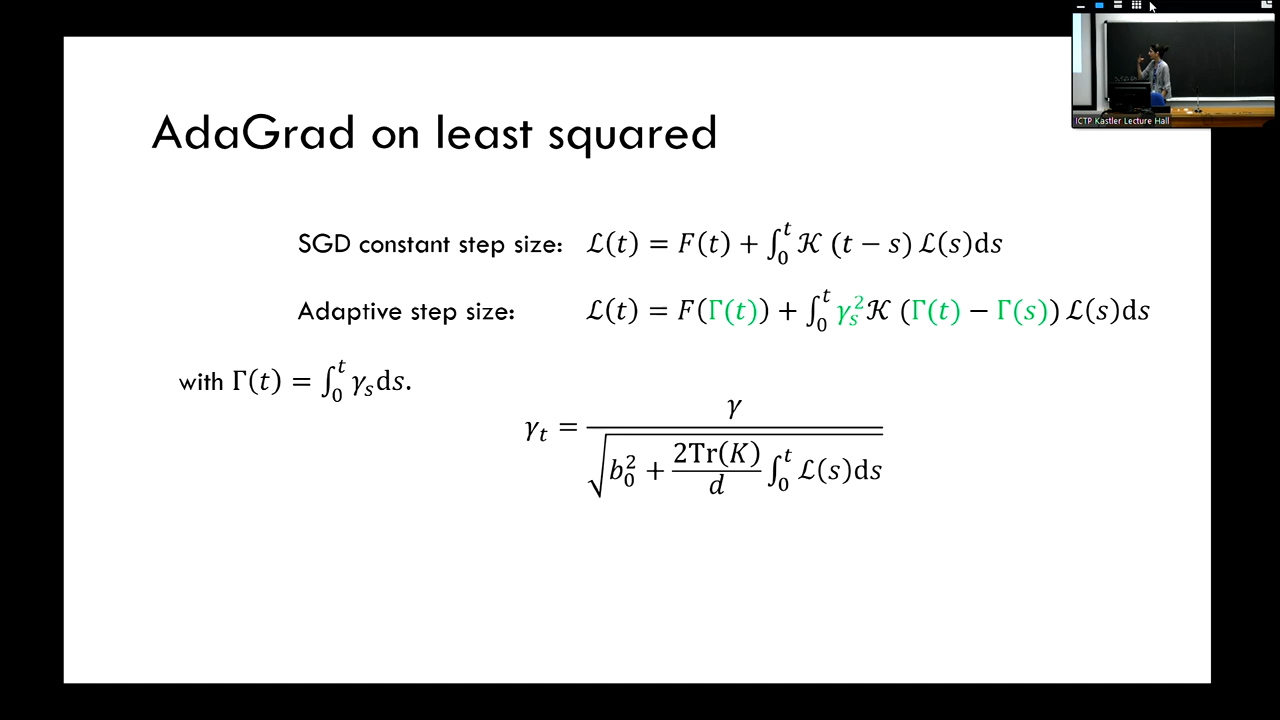 AdaGrad on least squared
SGD constant step size: ℒ(t) = F(t) + ∫₀ᵗ 𝒦 (t − s) ℒ(s)ds
Adaptive step size: ℒ(t) = F(Γ(t)) + ∫₀ᵗ γₛ²𝒦 (Γ(t) − Γ(s)) ℒ(s)ds
with Γ(t) = ∫₀ᵗ γₛds.
γₜ = γ / √(b₀² + (2Tr(K)/d) ∫₀ᵗ ℒ(s)ds)
ICTP Kastler Lecture Hall